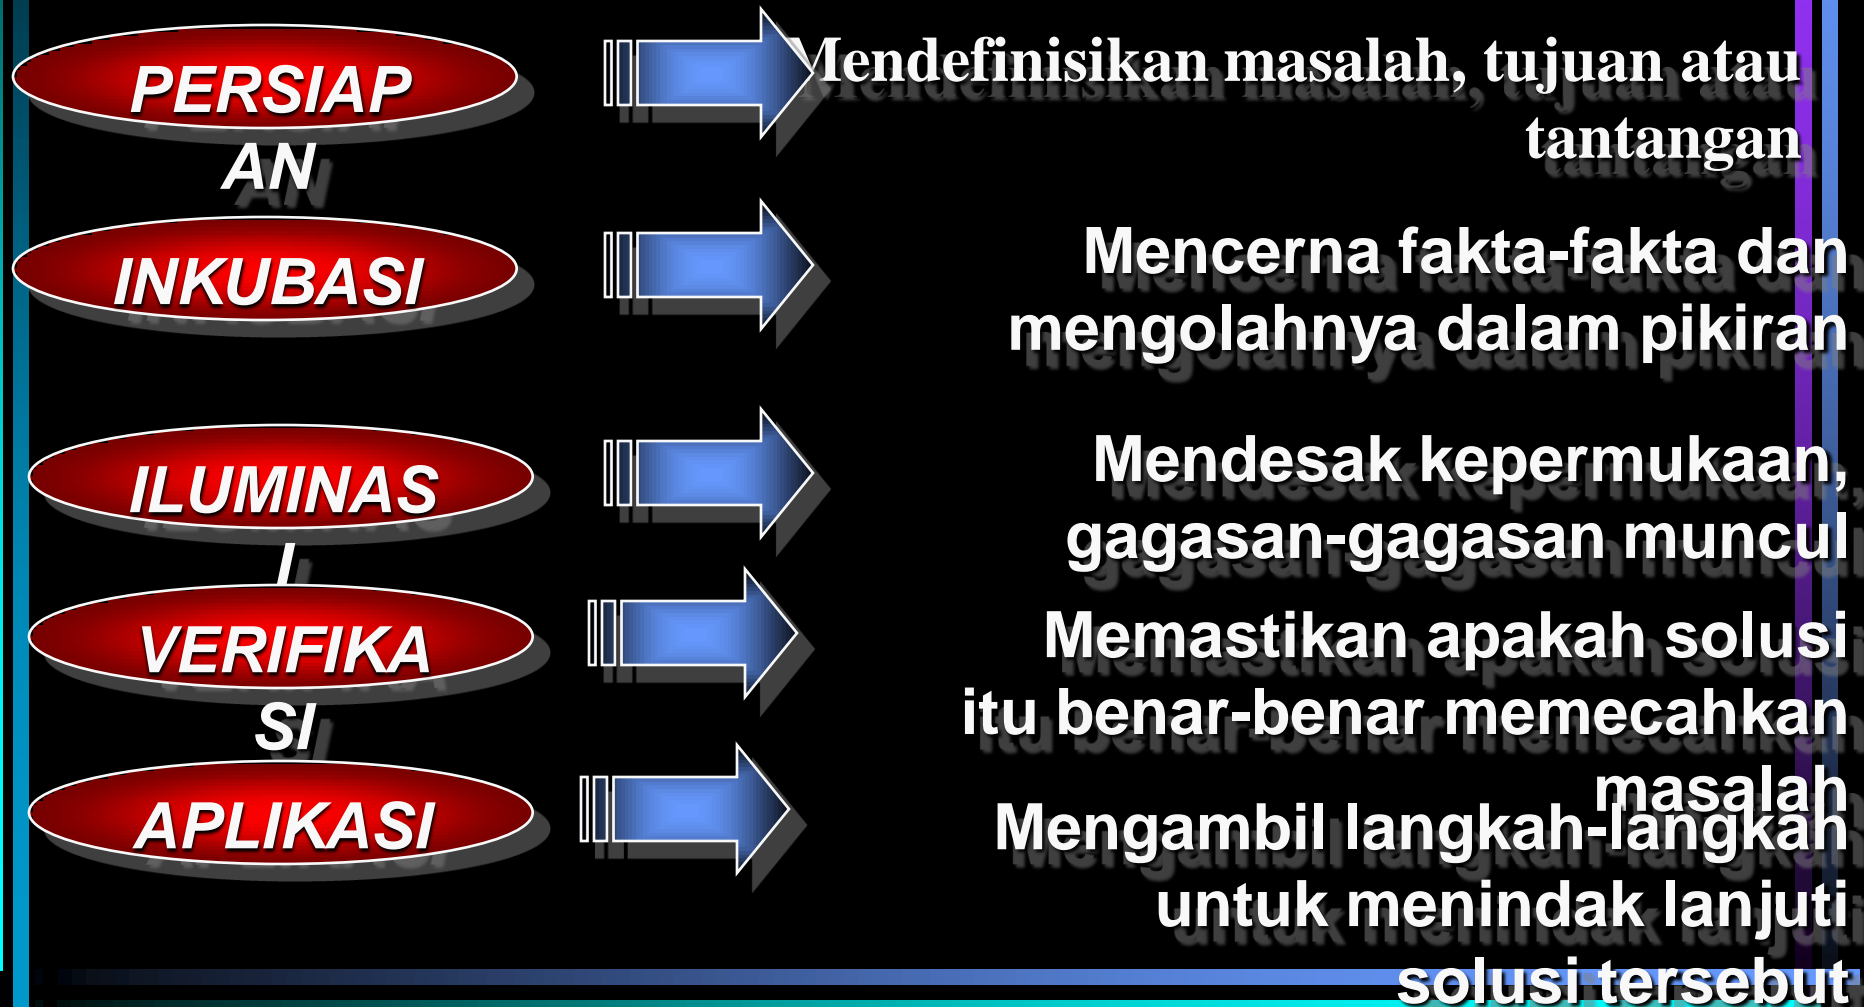 PERSIAP
AN
Mendefinisikan masalah, tujuan atau
tantangan
INKUBASI
Mencerna fakta-fakta dan
mengolahnya dalam pikiran
ILUMINAS
I
Mendesak kepermukaan,
gagasan-gagasan muncul
VERIFIKA
SI
Memastikan apakah solusi
itu benar-benar memecahkan
masalah
APLIKASI
Mengambil langkah-langkah
untuk menindak lanjuti
solusi tersebut